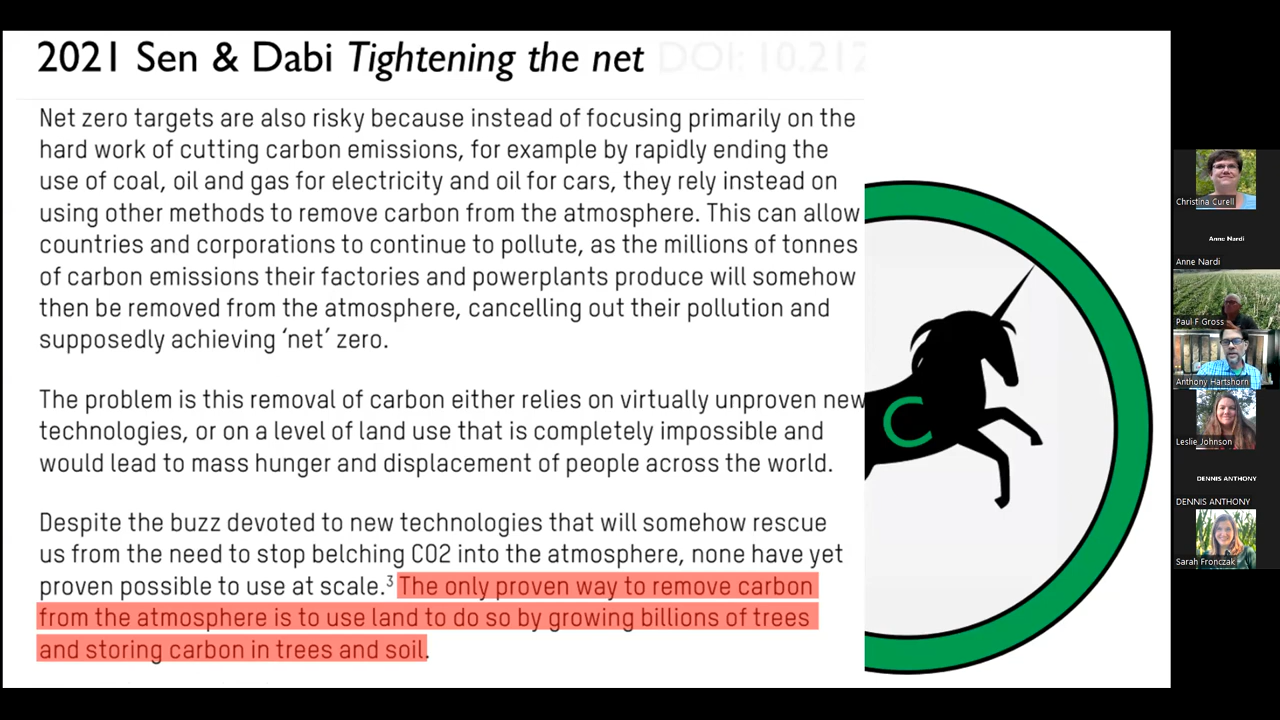 2021 Sen & Dabi Tightening the net DOI: 10.212
Net zero targets are also risky because instead of focusing primarily on the
hard work of cutting carbon emissions, for example by rapidly ending the
use of coal, oil and gas for electricity and oil for cars, they rely instead on
using other methods to remove carbon from the atmosphere. This can allow
countries and corporations to continue to pollute, as the millions of tonnes
of carbon emissions their factories and powerplants produce will somehow
then be removed from the atmosphere, cancelling out their pollution and
supposedly achieving ‘net’ zero.
The problem is this removal of carbon either relies on virtually unproven new
technologies, or on a level of land use that is completely impossible and
would lead to mass hunger and displacement of people across the world.
Despite the buzz devoted to new technologies that will somehow rescue
us from the need to stop belching CO2 into the atmosphere, none have yet
proven possible to use at scale.³ The only proven way to remove carbon
from the atmosphere is to use land to do so by growing billions of trees
and storing carbon in trees and soil.
C
Christina Curell
Anne Nardi
Anne Nardi
Paul F Gross
Anthony Hartshorn
Leslie Johnson
DENNIS ANTHONY
DENNIS ANTHONY
Sarah Fronczak